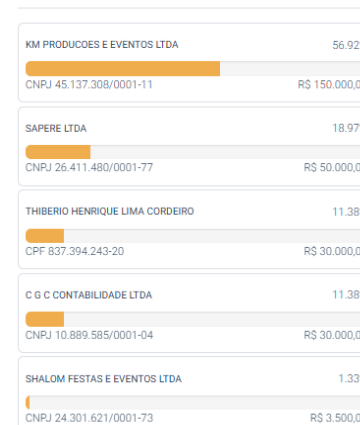 KM PRODUCOES E EVENTOS LTDA 56.92
CNPJ 45.137.308/0001-11 R$ 150.000,0
SAPERE LTDA 18.97
CNPJ 26.411.480/0001-77 R$ 50.000,0
THIBERIO HENRIQUE LIMA CORDEIRO 11.38
CPF 837.394.243-20 R$ 30.000,0
C G C CONTABILIDADE LTDA 11.38
CNPJ 10.889.585/0001-04 R$ 30.000,0
SHALOM FESTAS E EVENTOS LTDA 1.33
CNPJ 24.301.621/0001-73 R$ 3.500,0